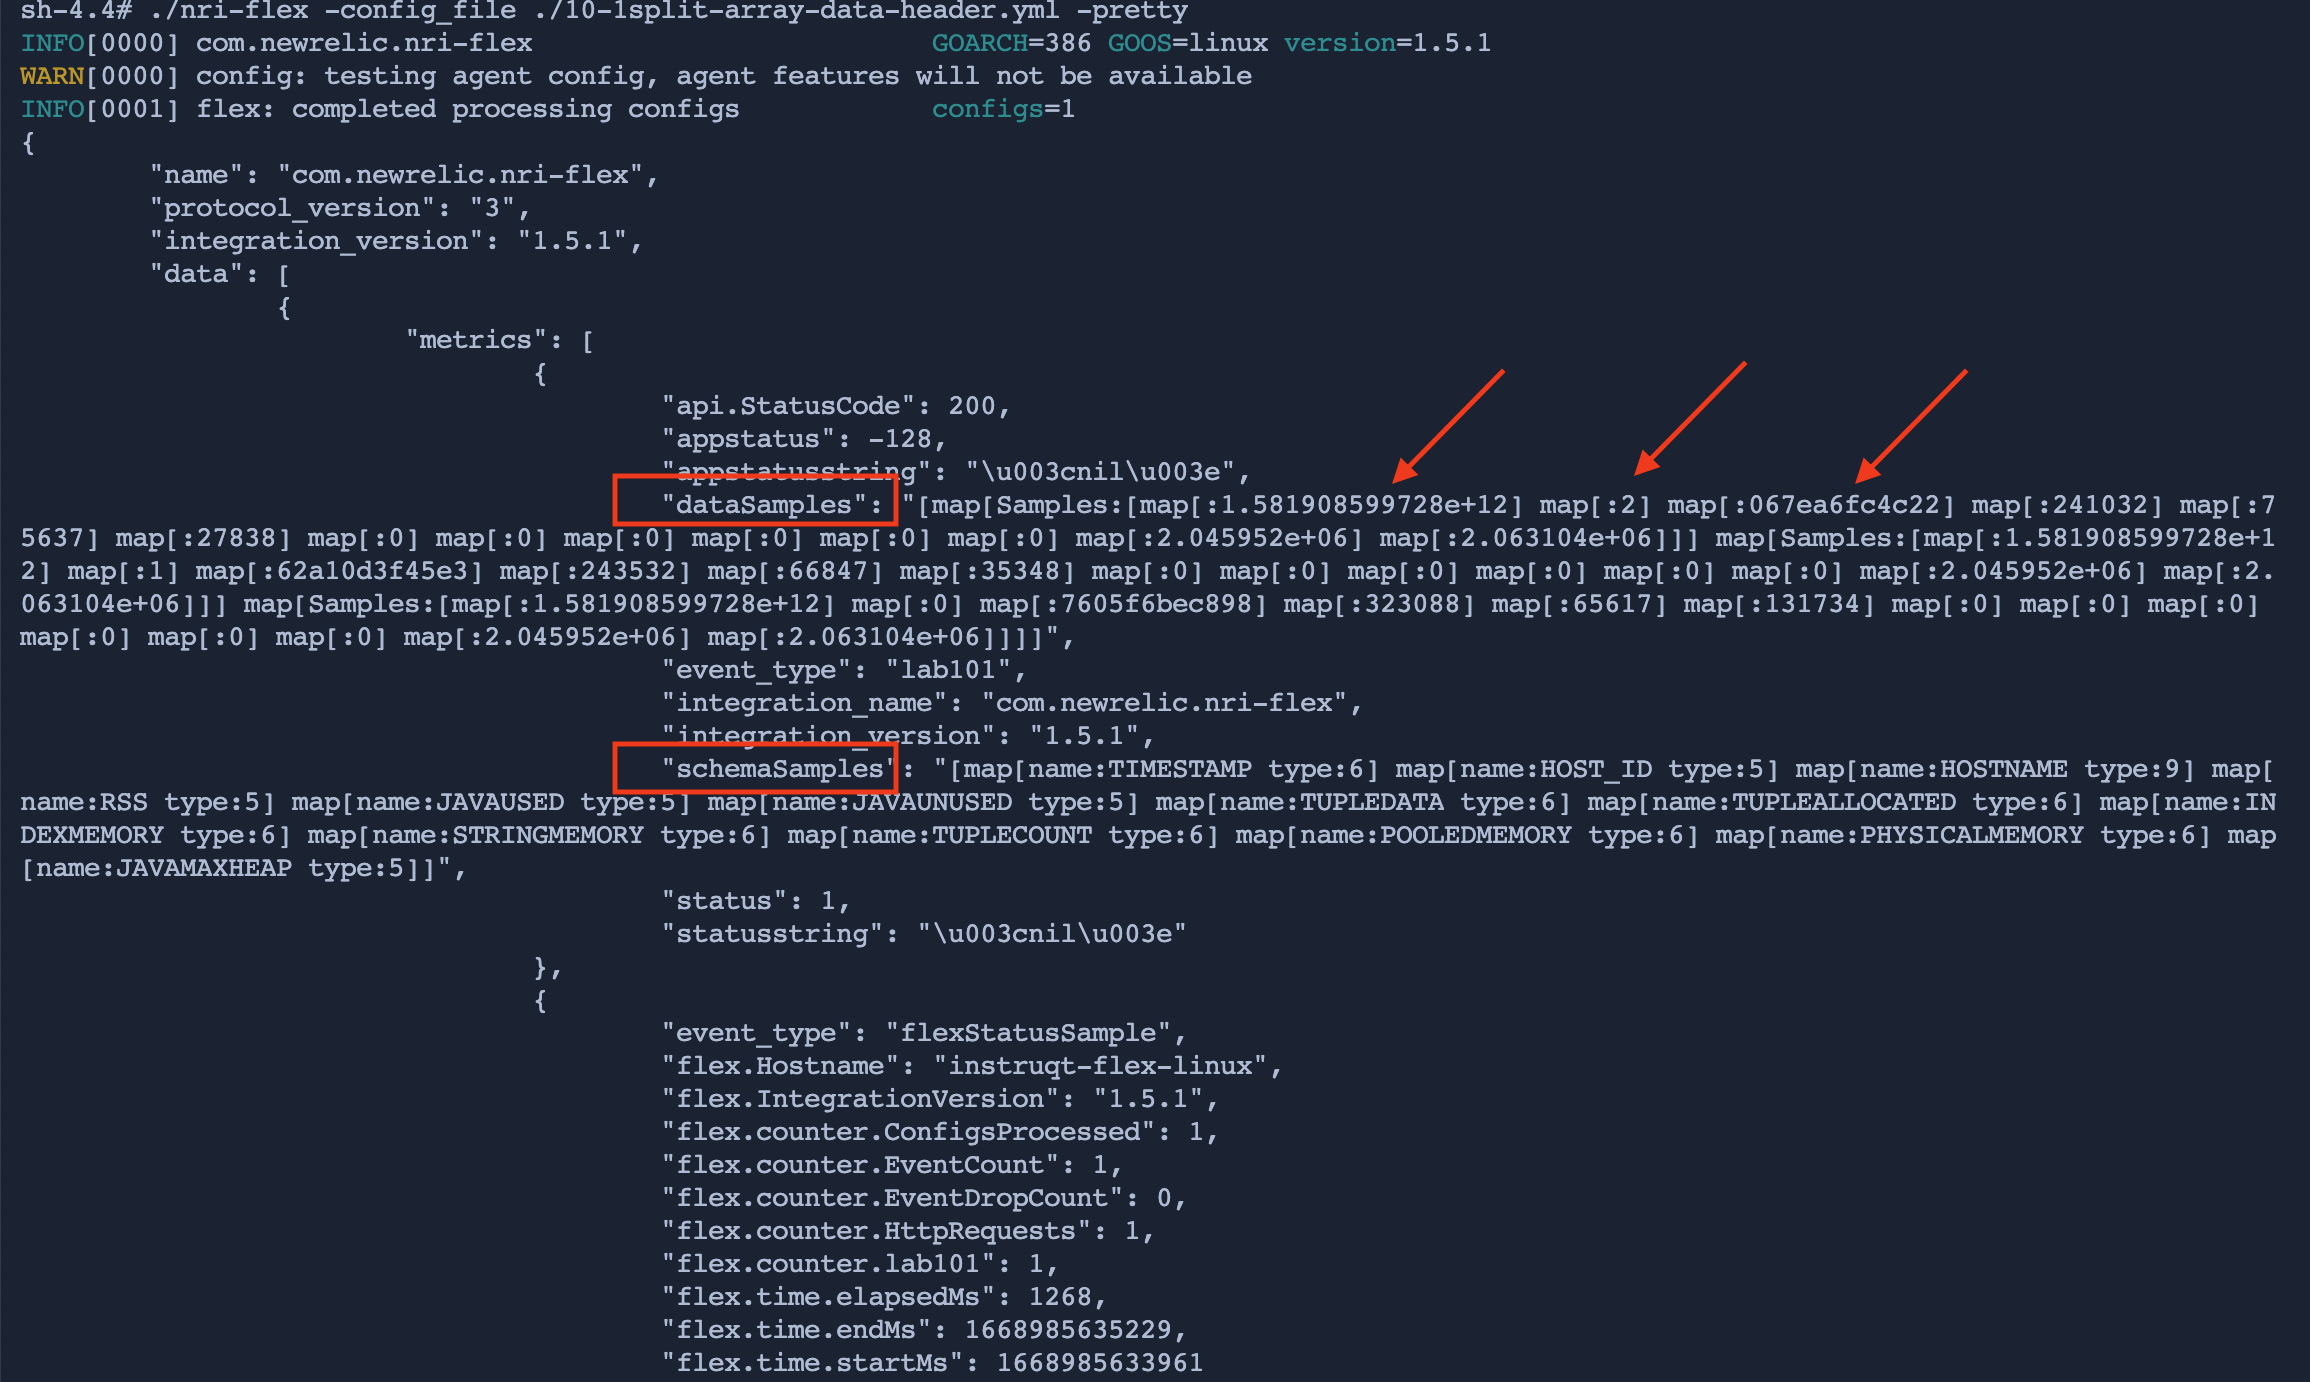 sh-4.4# ./nri-flex -config_file ./10-1split-array-data-header.yml -pretty
INFO[0000] com.newrelic.nri-flex GOARCH=386 GOOS=linux version=1.5.1
WARN[0000] config: testing agent config, agent features will not be available
INFO[0001] flex: completed processing configs configs=1
{
"name": "com.newrelic.nri-flex",
"protocol_version": "3",
"integration_version": "1.5.1",
"data": [
{
"metrics": [
{
"api.StatusCode": 200,
"appstatus": -128,
"appstatusstring": "\u003cnil\u003e",
"dataSamples": "[map[Samples:[map[:1.581908599728e+12] map[:2] map[:067ea6fc4c22] map[:241032] map[:7
5637] map[:27838] map[:0] map[:0] map[:0] map[:0] map[:0] map[:0] map[:2.045952e+06] map[:2.063104e+06]]] map[Samples:[map[:1.581908599728e+1
2] map[:1] map[:62a10d3f45e3] map[:243532] map[:66847] map[:35348] map[:0] map[:0] map[:0] map[:0] map[:0] map[:0] map[:2.045952e+06] map[:2.
063104e+06]]] map[Samples:[map[:1.581908599728e+12] map[:0] map[:7605f6bec898] map[:323088] map[:65617] map[:131734] map[:0] map[:0] map[:0]
map[:0] map[:0] map[:0] map[:2.045952e+06] map[:2.063104e+06]]]]",
"event_type": "lab101",
"integration_name": "com.newrelic.nri-flex",
"integration_version": "1.5.1",
"schemaSamples": "[map[name:TIMESTAMP type:6] map[name:HOST_ID type:5] map[name:HOSTNAME type:9] map[
name:RSS type:5] map[name:JAVAUSED type:5] map[name:JAVAUNUSED type:5] map[name:TUPLEDATA type:6] map[name:TUPLEALLOCATED type:6] map[name:IN
DEXMEMORY type:6] map[name:STRINGMEMORY type:6] map[name:TUPLECOUNT type:6] map[name:POOLEDMEMORY type:6] map[name:PHYSICALMEMORY type:6] map
[name:JAVAMAXHEAP type:5]]",
"status": 1,
"statusstring": "\u003cnil\u003e"
},
{
"event_type": "flexStatusSample",
"flex.Hostname": "instruqt-flex-linux",
"flex.IntegrationVersion": "1.5.1",
"flex.counter.ConfigsProcessed": 1,
"flex.counter.EventCount": 1,
"flex.counter.EventDropCount": 0,
"flex.counter.HttpRequests": 1,
"flex.counter.lab101": 1,
"flex.time.elapsedMs": 1268,
"flex.time.endMs": 1668985635229,
"flex.time.startMs": 1668985633961